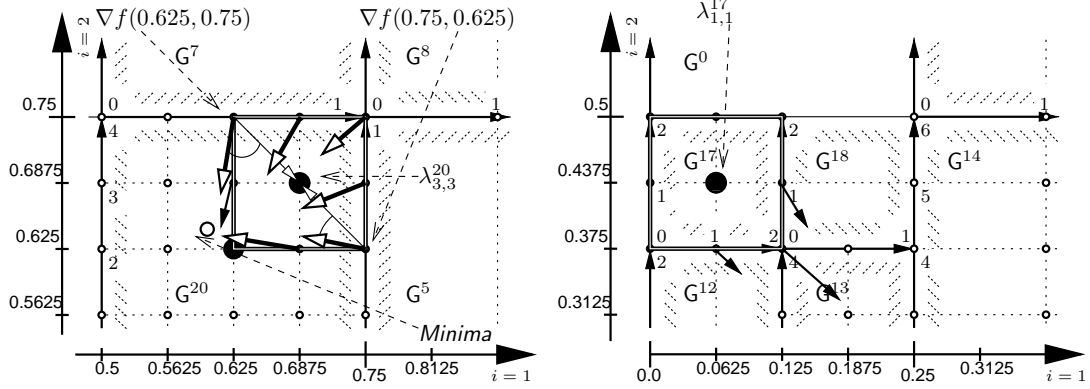 ∇f(0.625, 0.75)
∇f(0.75, 0.625)
i = 2
G^7
G^8
0.75
0
1
0
1
4
1
0.6875
3
λ^{20}_{3,3}
0.625
2
G^{20}
G^5
0.5625
Minima
0.5
0.5625
0.625
0.6875
0.75
0.8125
i = 1
λ^{17}_{1,1}
i = 2
G^0
0.5
0
1
2
2
6
G^{17}
G^{18}
G^{14}
0.4375
1
1
5
0.375
0
1
2
0
1
2
4
4
G^{12}
G^{13}
0.3125
0.0
0.0625
0.125
0.1875
0.25
0.3125
i = 1